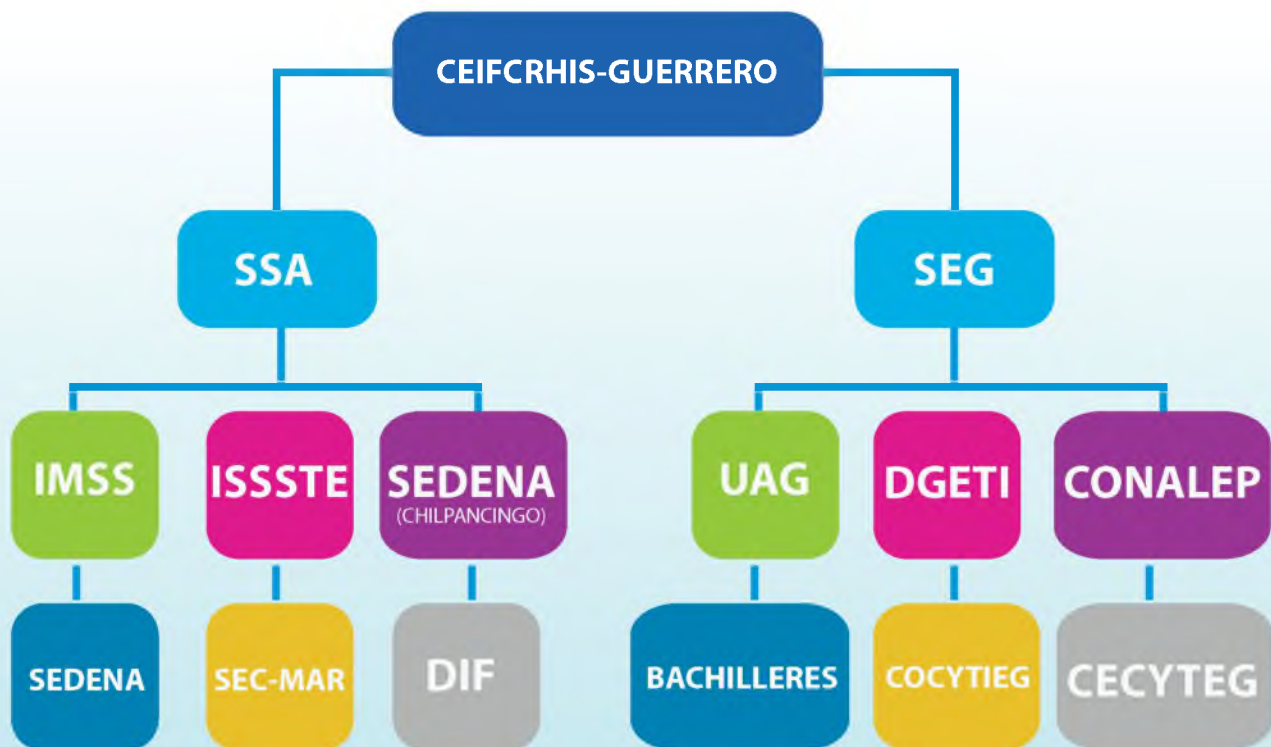 CEIFCRHIS-GUERRERO
SSA
SEG
IMSS
ISSSTE
SEDENA
(CHILPANCINGO)
UAG
DGETI
CONALEP
SEDENA
SEC-MAR
DIF
BACHILLERES
COCYTIEG
CECYTEG